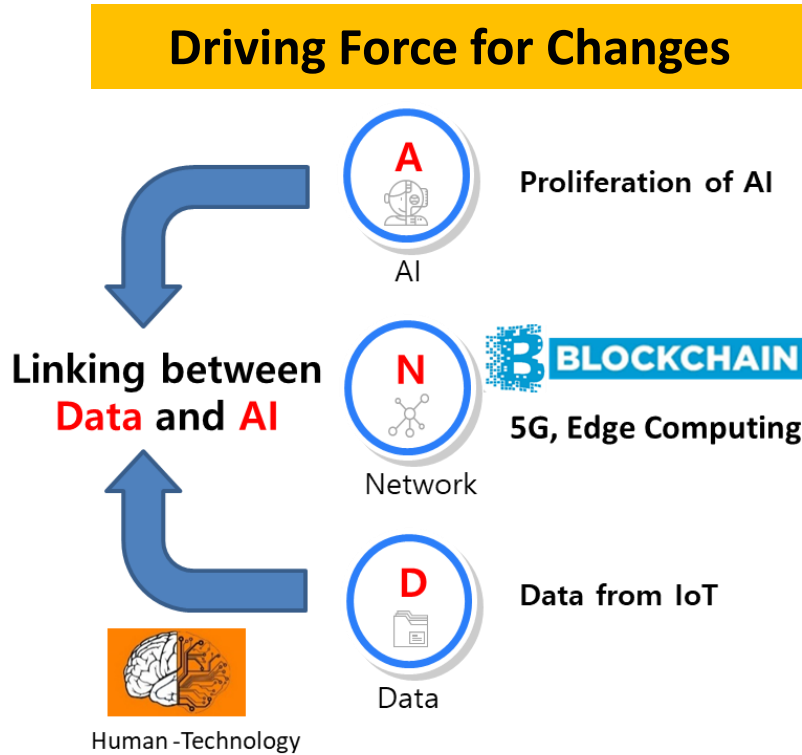 Driving Force for Changes
A
Proliferation of AI
AI
Linking between
Data and AI
N
BLOCKCHAIN
5G, Edge Computing
Network
D
Data from IoT
Data
Human -Technology